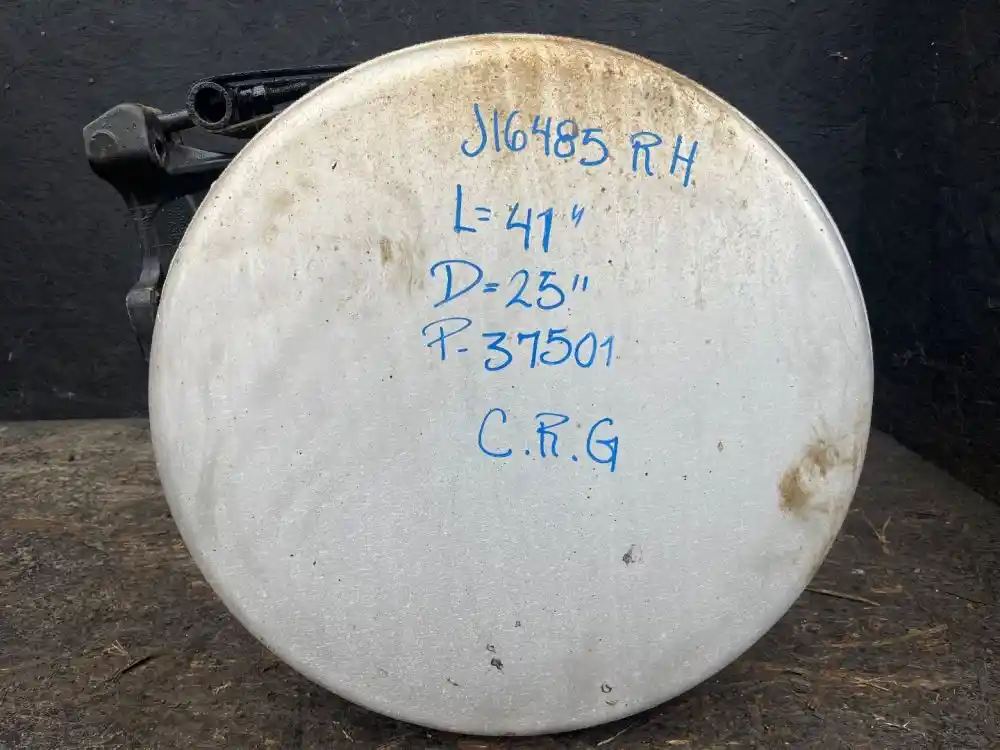 J16485 RH
L= 41"
D=25"
P-37501
C.R.G